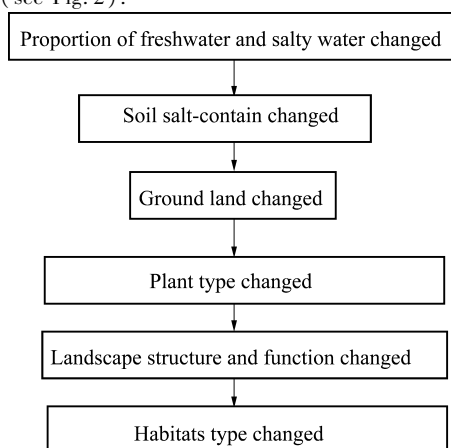 ( see Fig. 2 ) :
Proportion of freshwater and salty water changed
Soil salt-contain changed
Ground land changed
Plant type changed
Landscape structure and function changed
Habitats type changed